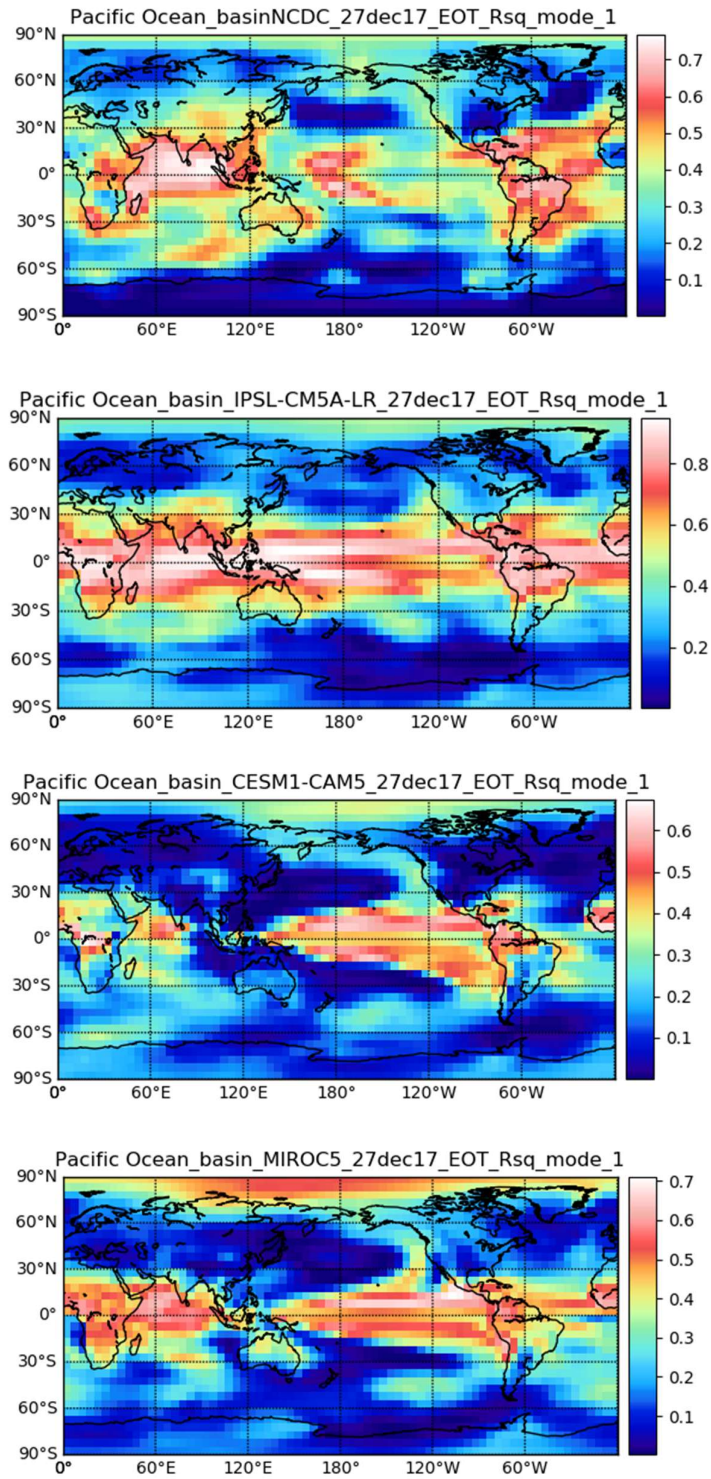 Pacific Ocean_basinNCDC_27dec17_EOT_Rsq_mode_1
90°N
60°N
30°N
0°
30°S
60°S
90°S
0°
60°E
120°E
180°
120°W
60°W
0.7
0.6
0.5
0.4
0.3
0.2
0.1
Pacific Ocean_basin_IPSL-CM5A-LR_27dec17_EOT_Rsq_mode_1
90°N
60°N
30°N
0°
30°S
60°S
90°S
0°
60°E
120°E
180°
120°W
60°W
0.8
0.6
0.4
0.2
Pacific Ocean_basin_CESM1-CAM5_27dec17_EOT_Rsq_mode_1
90°N
60°N
30°N
0°
30°S
60°S
90°S
0°
60°E
120°E
180°
120°W
60°W
0.6
0.5
0.4
0.3
0.2
0.1
Pacific Ocean_basin_MIROC5_27dec17_EOT_Rsq_mode_1
90°N
60°N
30°N
0°
30°S
60°S
90°S
0°
60°E
120°E
180°
120°W
60°W
0.7
0.6
0.5
0.4
0.3
0.2
0.1